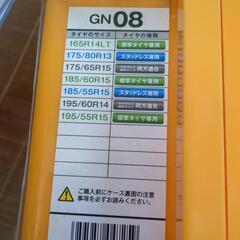 GN08
タイヤのサイズ タイヤの種類
165R14LT 標準タイヤ専用
175/80R13 スタッドレス専用
175/65R15 両方適合
185/60R15 標準タイヤ専用
185/55R15 スタッドレス専用
195/60R14 両方適合
195/55R15 標準タイヤ専用
ご購入前にケース裏面の注意
事項を必ずお読みください。